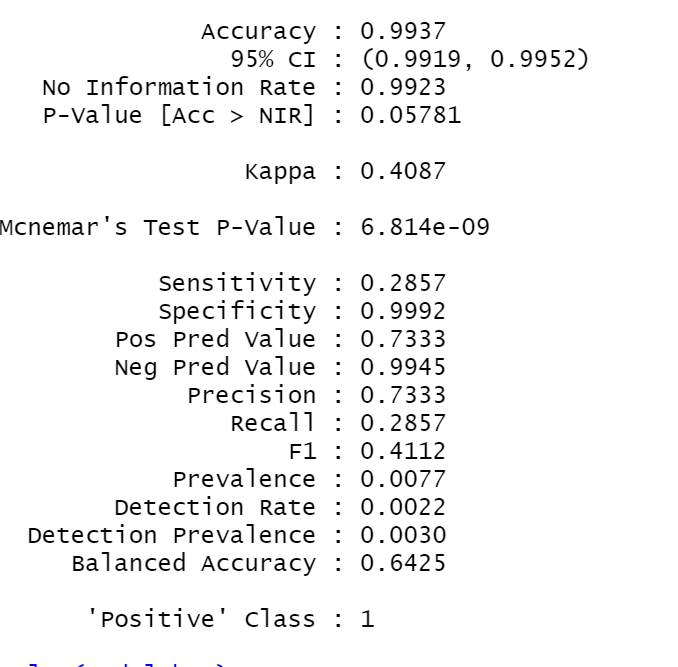 Accuracy : 0.9937
95% CI : (0.9919, 0.9952)
No Information Rate : 0.9923
P-Value [Acc > NIR] : 0.05781
Kappa : 0.4087
Mcnemar's Test P-Value : 6.814e-09
Sensitivity : 0.2857
Specificity : 0.9992
Pos Pred Value : 0.7333
Neg Pred Value : 0.9945
Precision : 0.7333
Recall : 0.2857
F1 : 0.4112
Prevalence : 0.0077
Detection Rate : 0.0022
Detection Prevalence : 0.0030
Balanced Accuracy : 0.6425
'Positive' Class : 1